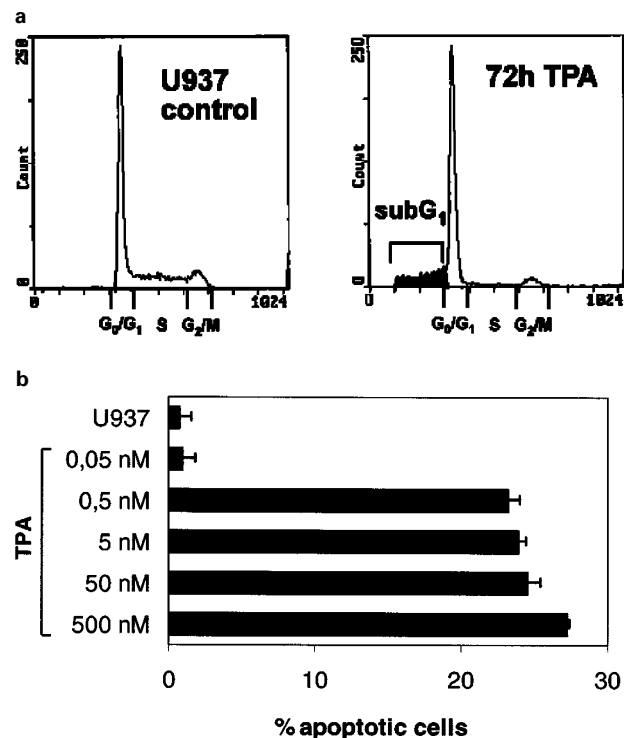 a
250
Count
0
U937
control
0
1024
G₀/G₁ S G₂/M
250
Count
0
72h TPA
subG₁
0
1024
G₀/G₁ S G₂/M
b
TPA
U937
0,05 nM
0,5 nM
5 nM
50 nM
500 nM
0 10 20 30
% apoptotic cells